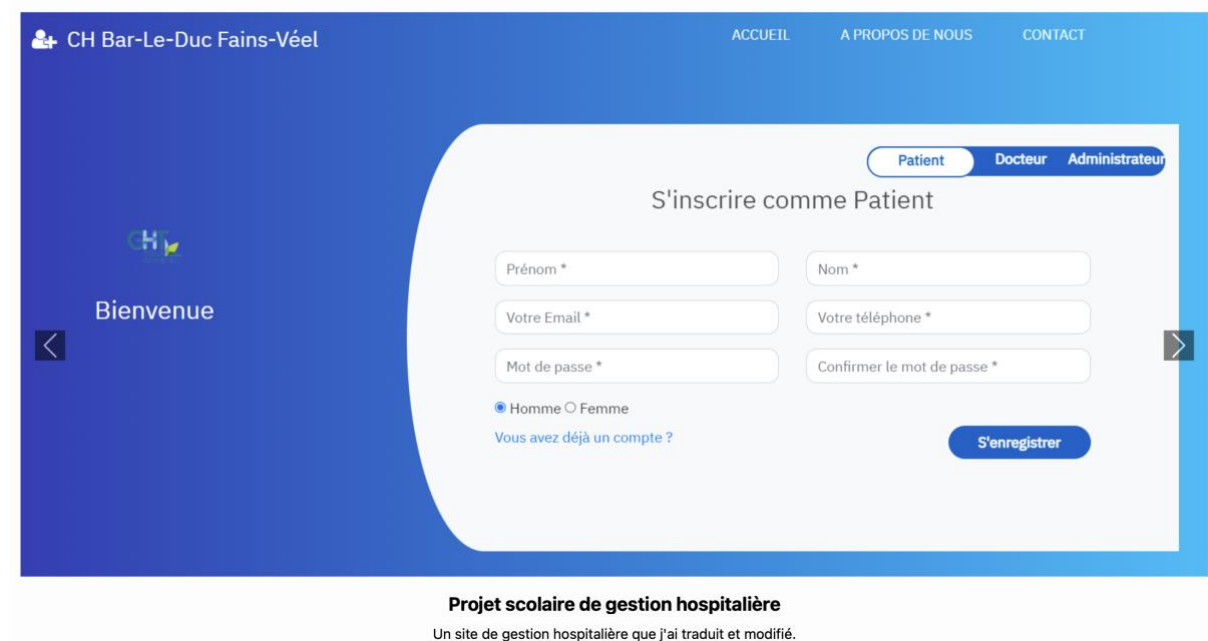 CH Bar-Le-Duc Fains-Véel
ACCUEIL A PROPOS DE NOUS CONTACT
Patient Docteur Administrateur
S'inscrire comme Patient
Prénom * Nom *
Bienvenue
Votre Email * Votre téléphone *
Mot de passe * Confirmer le mot de passe *
Homme Femme
Vous avez déjà un compte ?
S'enregistrer
Projet scolaire de gestion hospitalière
Un site de gestion hospitalière que j'ai traduit et modifié.